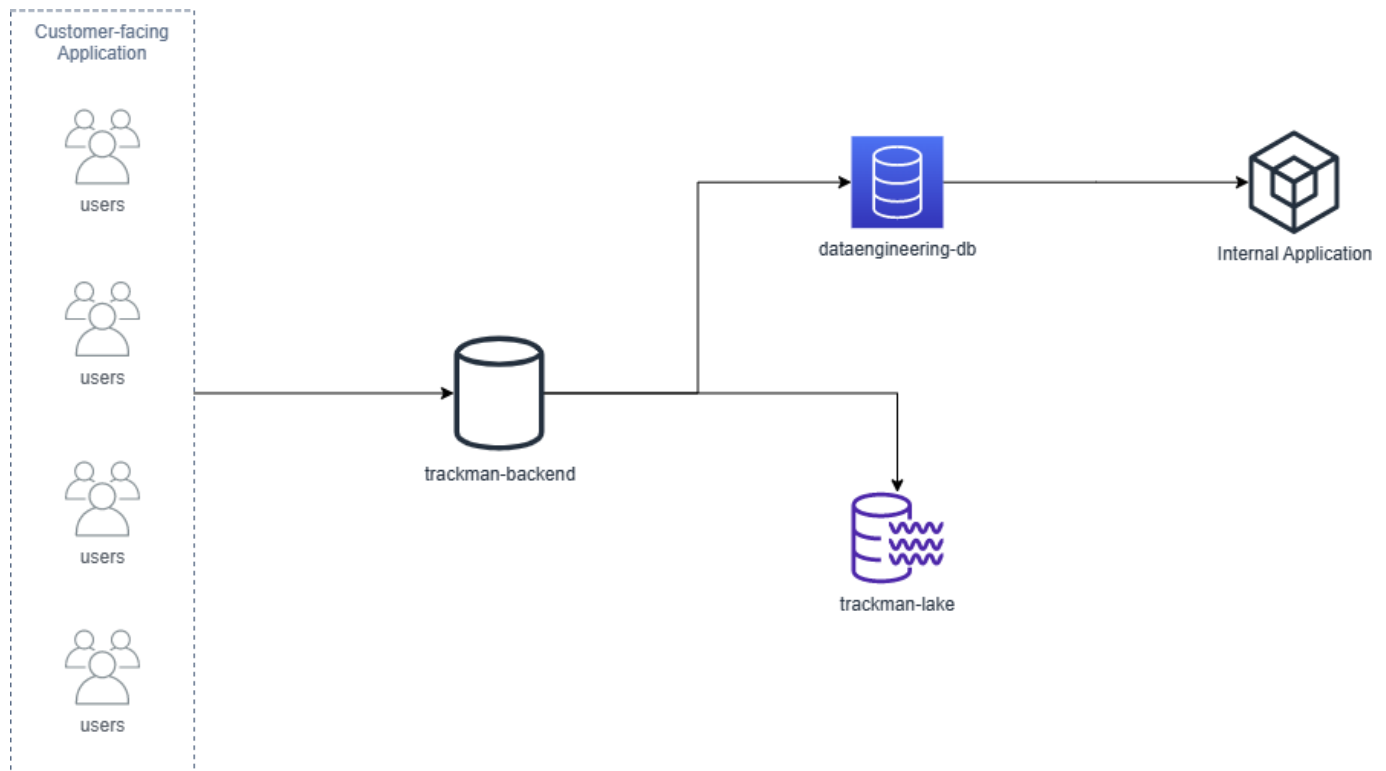 Customer-facing
Application
users
users
users
users
trackman-backend
dataengineering-db
Internal Application
trackman-lake